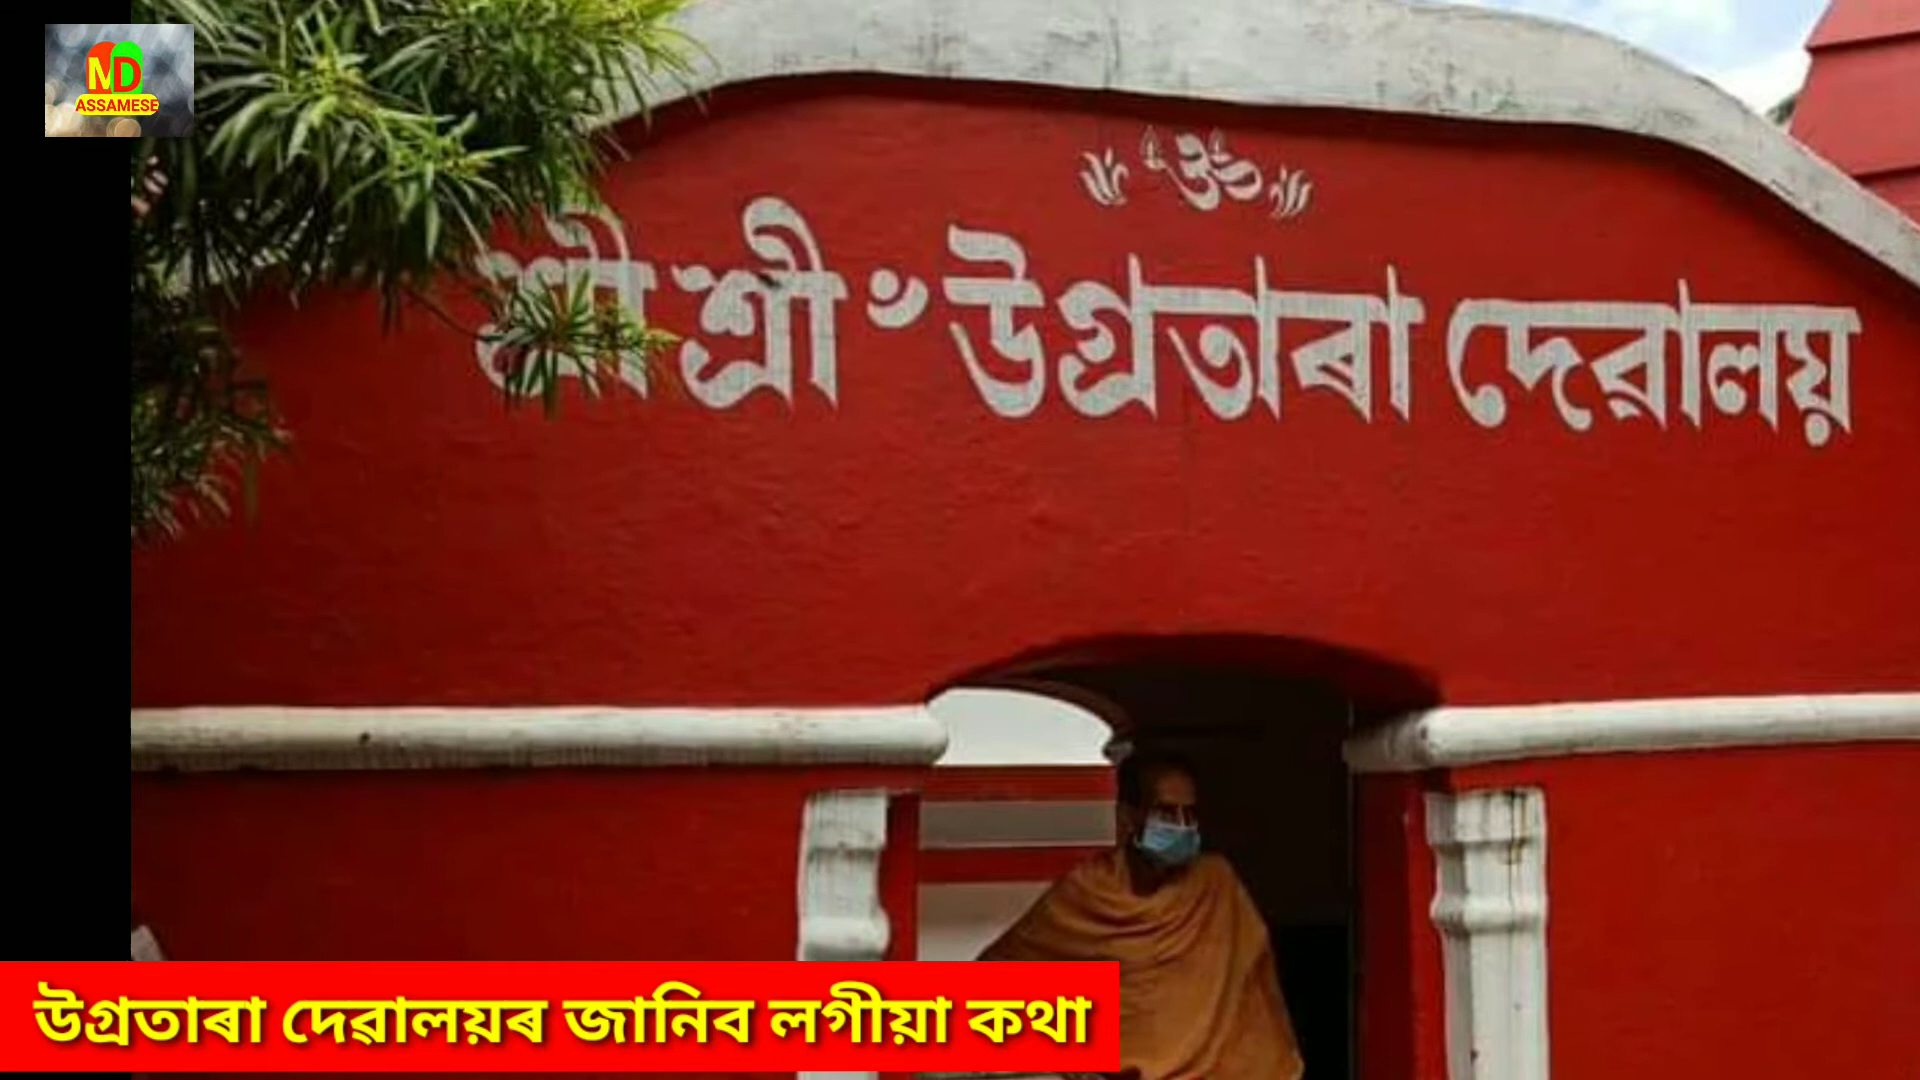 MD
ASSAMESE
ॐ
শ্ৰী শ্ৰী ঁ উগ্ৰতাৰা দেৱালয়
উগ্ৰতাৰা দেৱালয়ৰ জানিব লগীয়া কথা